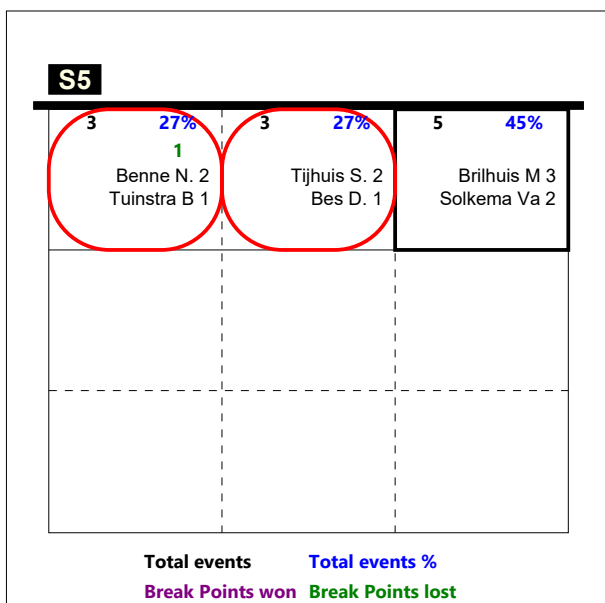 S5
3 27% 3 27% 5 45%
1
Benne N. 2 Tijhuis S. 2 Brilhuis M 3
Tuinstra B 1 Bes D. 1 Solkema Va 2
Total events Total events %
Break Points won Break Points lost